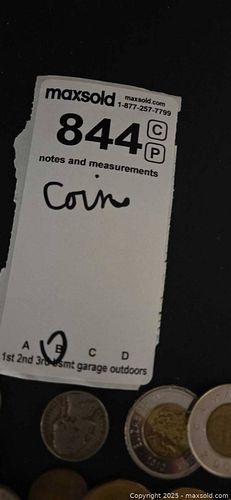 maxsold maxsold.com
1-877-257-7799
844 C
P
notes and measurements
Coin
A B C D
1st 2nd 3rd bsmt garage outdoors
Copyright 2025 - maxsold.com